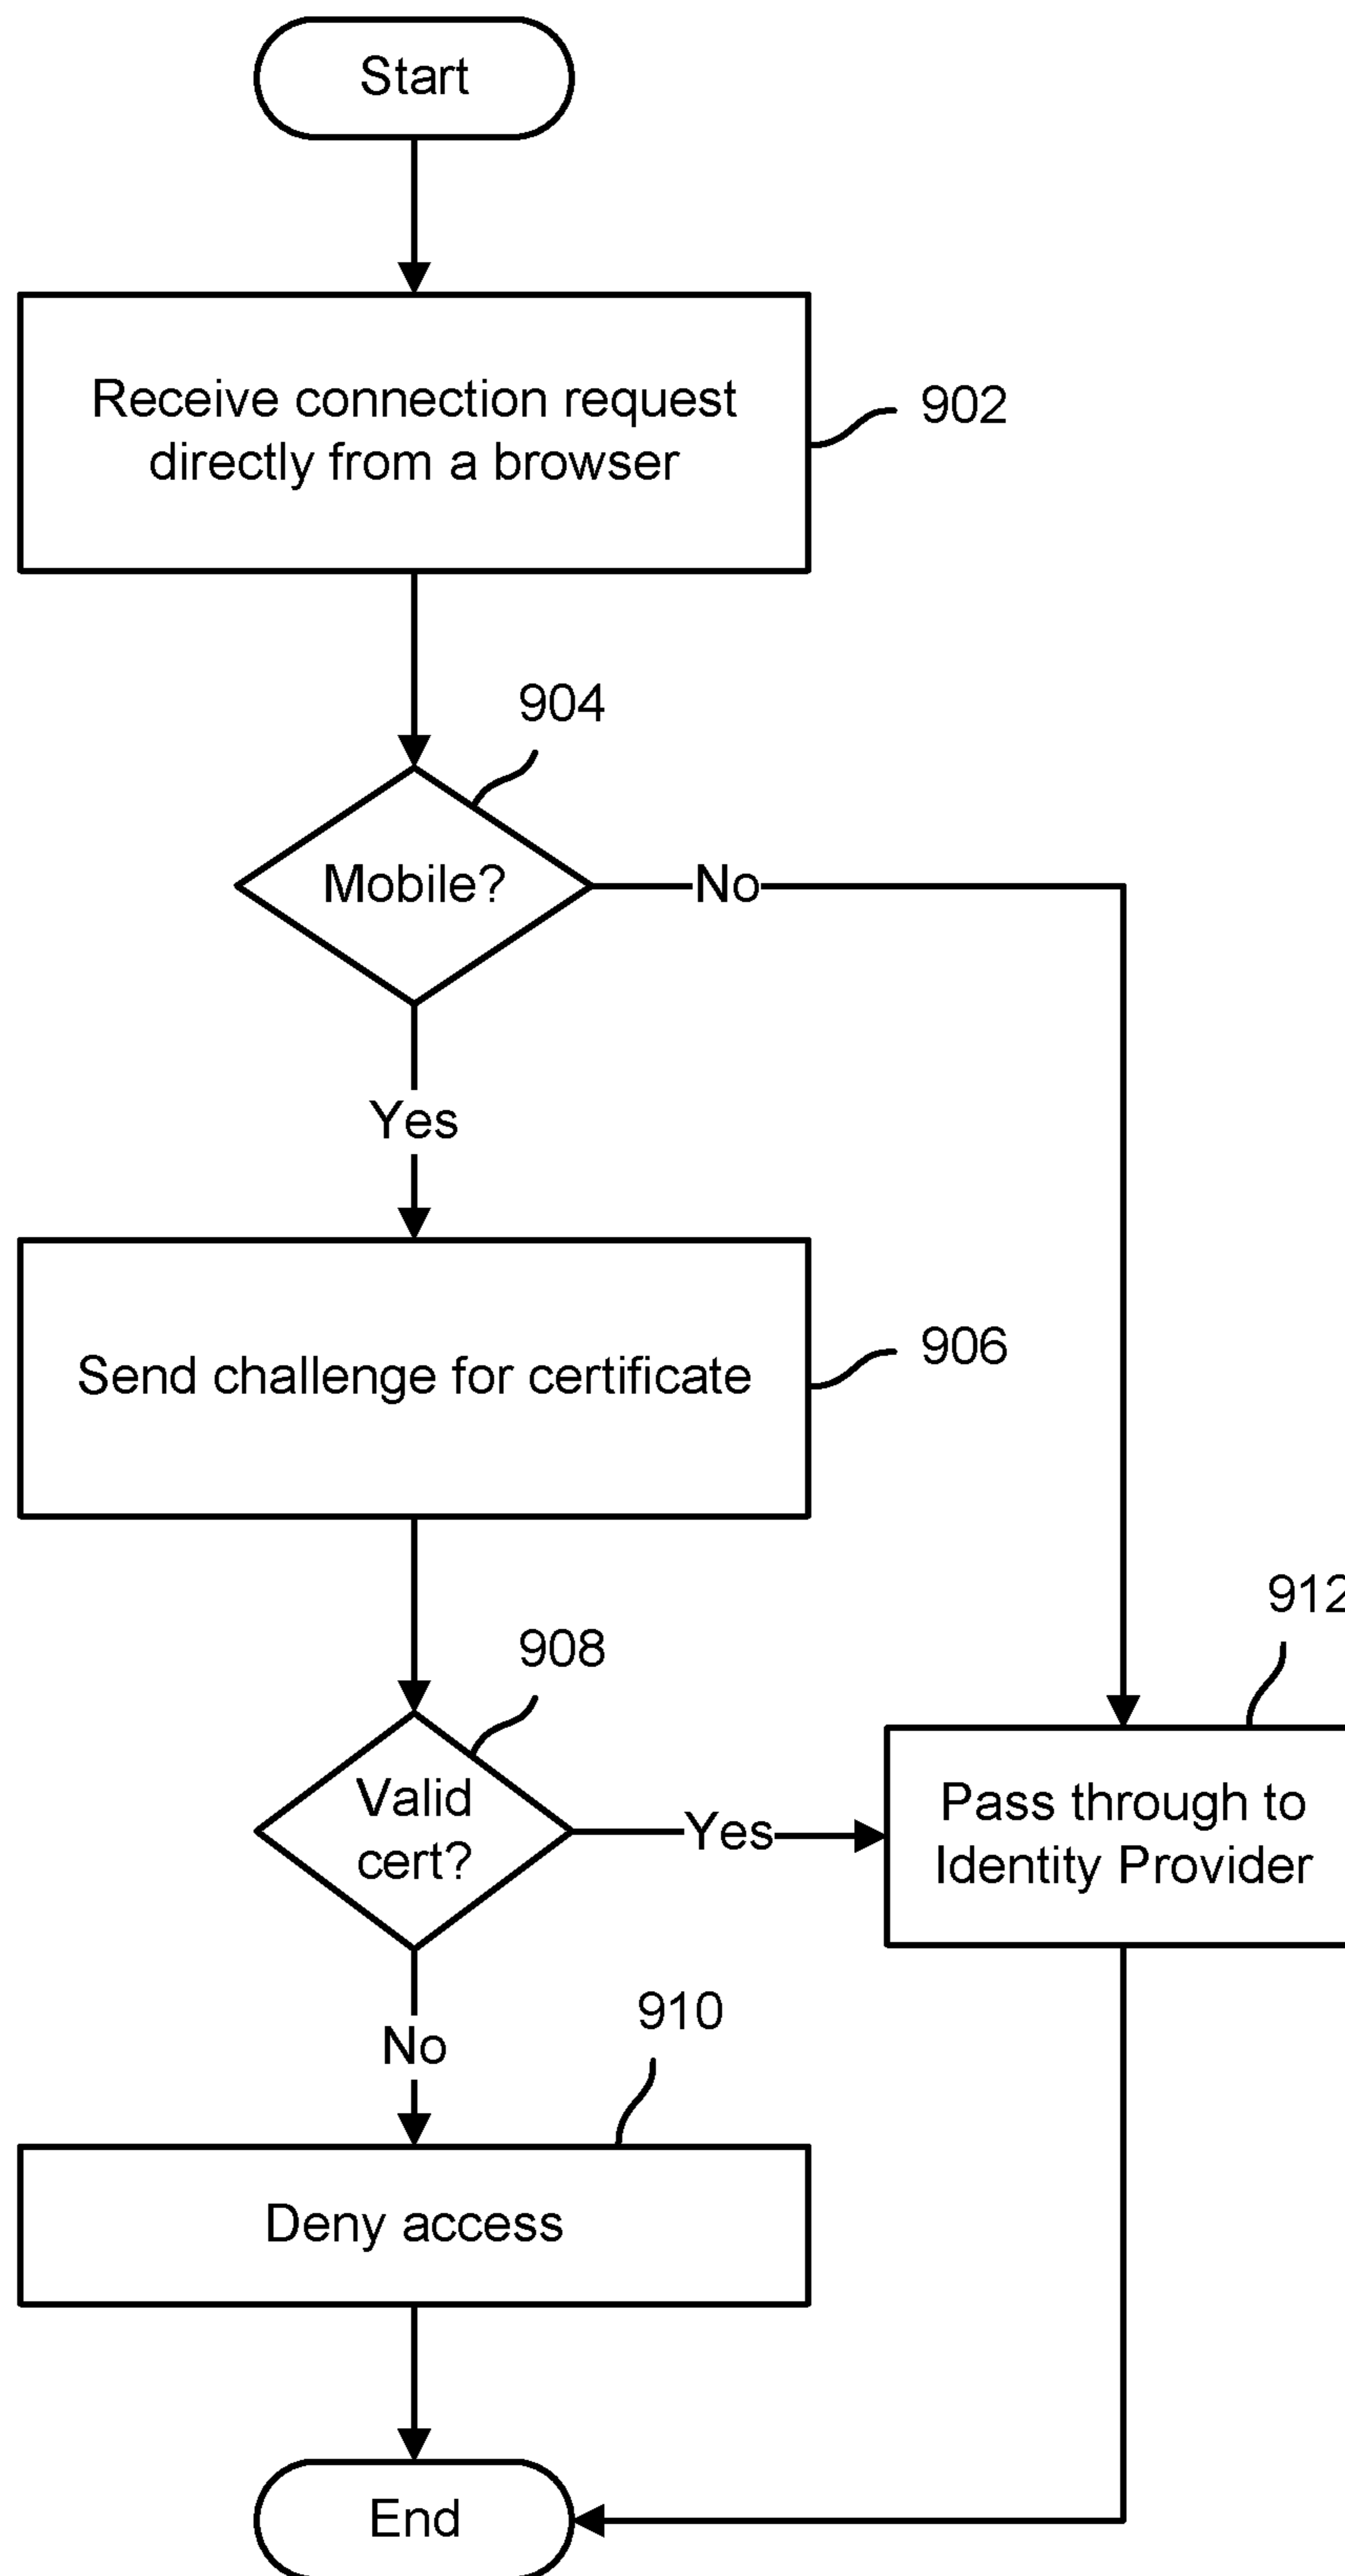 Start
Receive connection request
directly from a browser
902
904
Mobile?
No
Yes
Send challenge for certificate
906
912
908
Valid
cert?
Yes
Pass through to
Identity Provider
No
910
Deny access
End